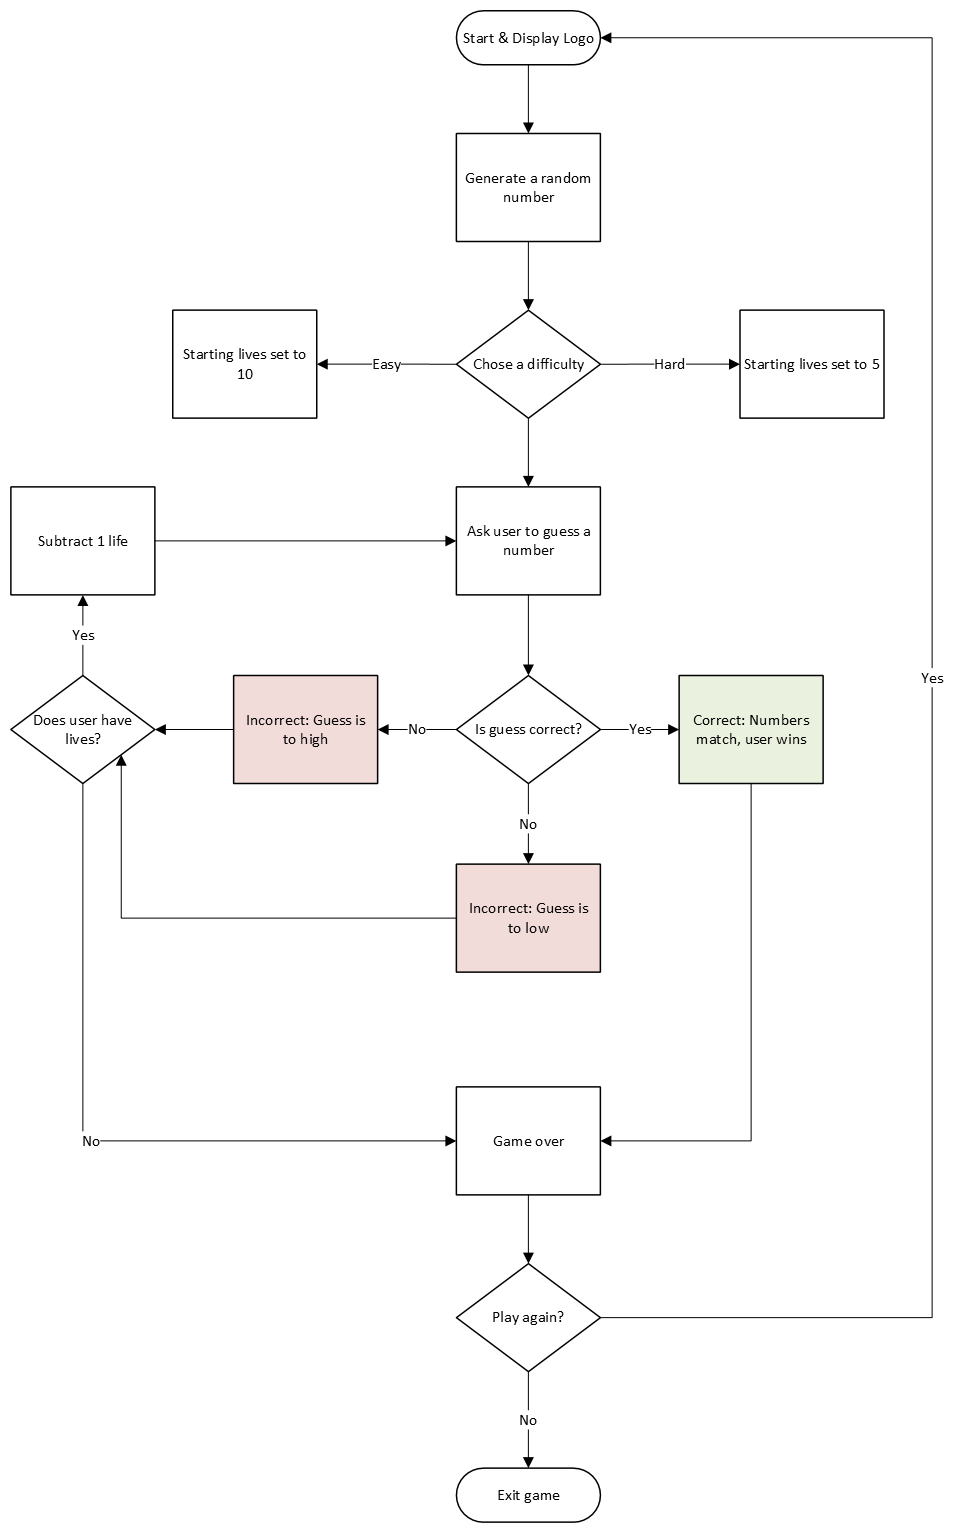 Start & Display Logo
Generate a random
number
Starting lives set to
10
Easy
Chose a difficulty
Hard
Starting lives set to 5
Subtract 1 life
Ask user to guess a
number
Yes
Does user have
lives?
Incorrect: Guess is
to high
No
Is guess correct?
Yes
Correct: Numbers
match, user wins
Yes
No
Incorrect: Guess is
to low
No
Game over
Play again?
No
Exit game